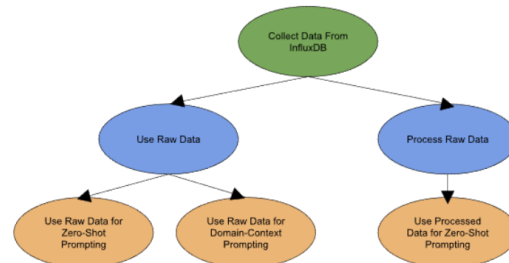 Collect Data From
InfluxDB
Use Raw Data
Process Raw Data
Use Raw Data for
Zero-Shot
Prompting
Use Raw Data for
Domain-Context
Prompting
Use Processed
Data for Zero-Shot
Prompting